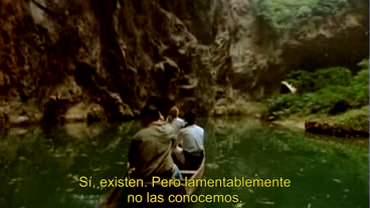 Sí, existen. Pero lamentablemente
no las conocemos.